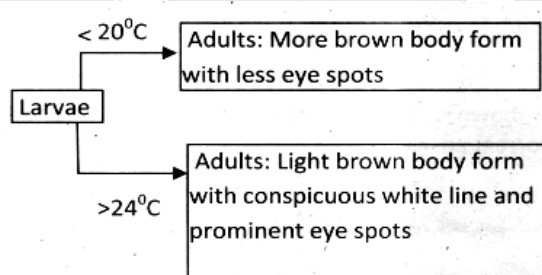 < 20⁰C
Adults: More brown body form
with less eye spots
Larvae
Adults: Light brown body form
with conspicuous white line and
prominent eye spots
>24⁰C